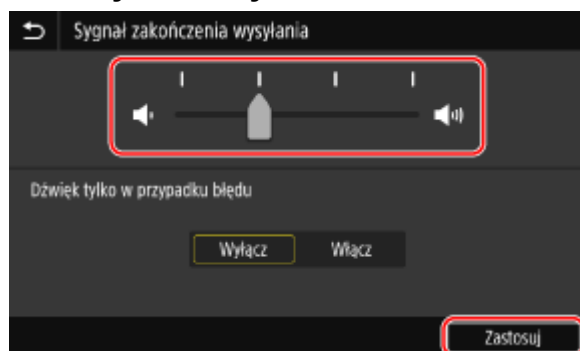 Sygnał zakończenia wysyłania
Dźwięk tylko w przypadku błędu
Wyłącz Włącz
Zastosuj